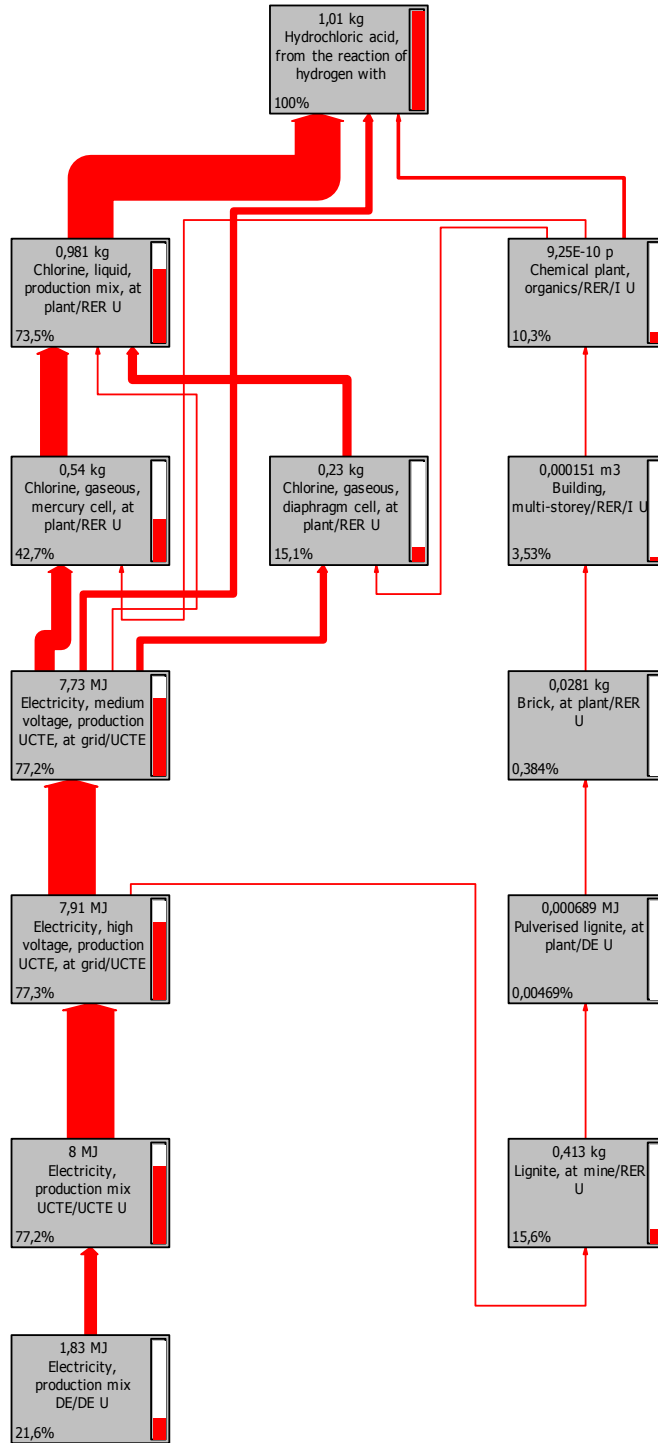 1,01 kg
Hydrochloric acid,
from the reaction of
hydrogen with
100%
0,981 kg
Chlorine, liquid,
production mix, at
plant/RER U
73,5%
9,25E-10 p
Chemical plant,
organics/RER/I U
10,3%
0,54 kg
Chlorine, gaseous,
mercury cell, at
plant/RER U
42,7%
0,23 kg
Chlorine, gaseous,
diaphragm cell, at
plant/RER U
15,1%
0,000151 m3
Building,
multi-storey/RER/I U
3,53%
7,73 MJ
Electricity, medium
voltage, production
UCTE, at grid/UCTE
77,2%
0,0281 kg
Brick, at plant/RER
U
0,384%
7,91 MJ
Electricity, high
voltage, production
UCTE, at grid/UCTE
77,3%
0,000689 MJ
Pulverised lignite, at
plant/DE U
0,00469%
8 MJ
Electricity,
production mix
UCTE/UCTE U
77,2%
0,413 kg
Lignite, at mine/RER
U
15,6%
1,83 MJ
Electricity,
production mix
DE/DE U
21,6%